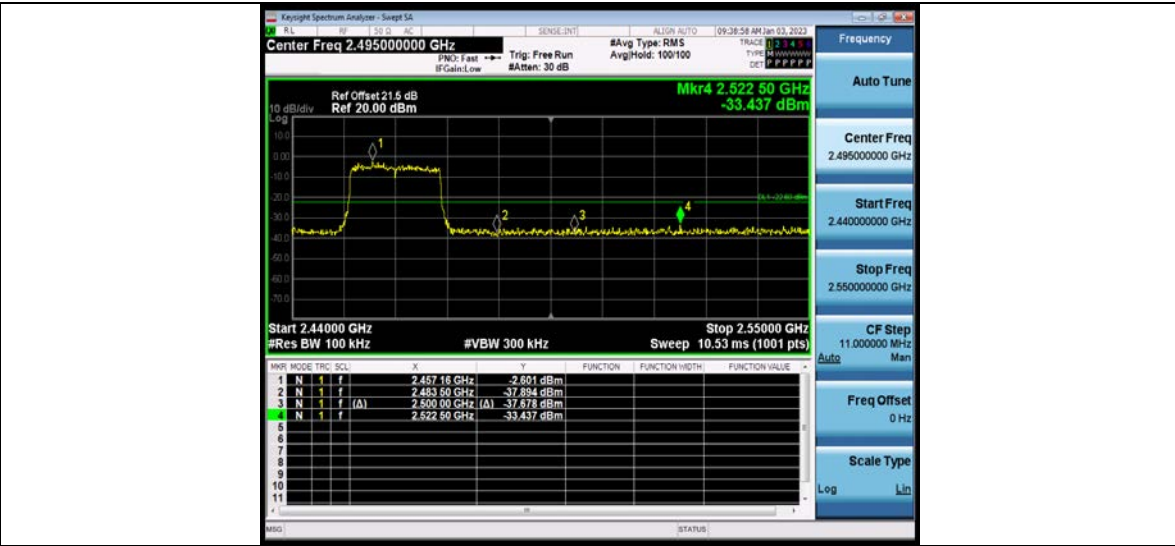 Keysight Spectrum Analyzer - Swept SA
RL RF 50 Ω AC SENSE:INT ALIGN AUTO 09:38:58 AM Jan 03, 2023
Center Freq 2.495000000 GHz #Avg Type: RMS TRACE 1 2 3 4 5 6
PNO: Fast Trig: Free Run Avg|Hold: 100/100 TYPE M WWWWW
IFGain:Low #Atten: 30 dB DET P P P P P P
Mkr4 2.522 50 GHz
-33.437 dBm
Ref Offset 21.5 dB
10 dB/div Ref 20.00 dBm
Log
10.0
0.00
-10.0
-20.0
-30.0
-40.0
-50.0
-60.0
-70.0
1
2
3
4
DL1 -22.60 dBm
Start 2.44000 GHz Stop 2.55000 GHz
#Res BW 100 kHz #VBW 300 kHz Sweep 10.53 ms (1001 pts)
MKR MODE TRC SCL X Y FUNCTION FUNCTION WIDTH FUNCTION VALUE
1 N 1 f 2.457 16 GHz -2.601 dBm
2 N 1 f 2.483 50 GHz -37.894 dBm
3 N 1 f (Δ) 2.500 00 GHz (Δ) -37.678 dBm
4 N 1 f 2.522 50 GHz -33.437 dBm
5
6
7
8
9
10
11
MSG STATUS
Frequency
Auto Tune
Center Freq
2.495000000 GHz
Start Freq
2.440000000 GHz
Stop Freq
2.550000000 GHz
CF Step
11.000000 MHz
Auto Man
Freq Offset
0 Hz
Scale Type
Log Lin